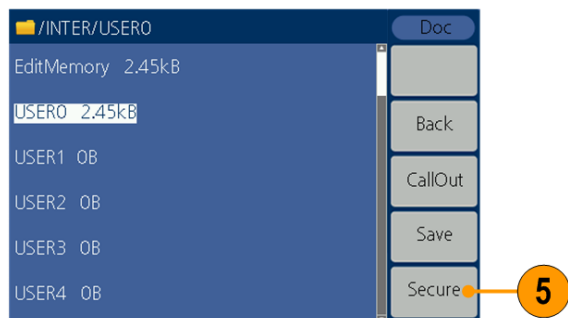 /INTER/USER0
Doc
EditMemory 2.45kB
USER0 2.45kB
Back
USER1 0B
CallOut
USER2 0B
Save
USER3 0B
Secure
5
USER4 0B